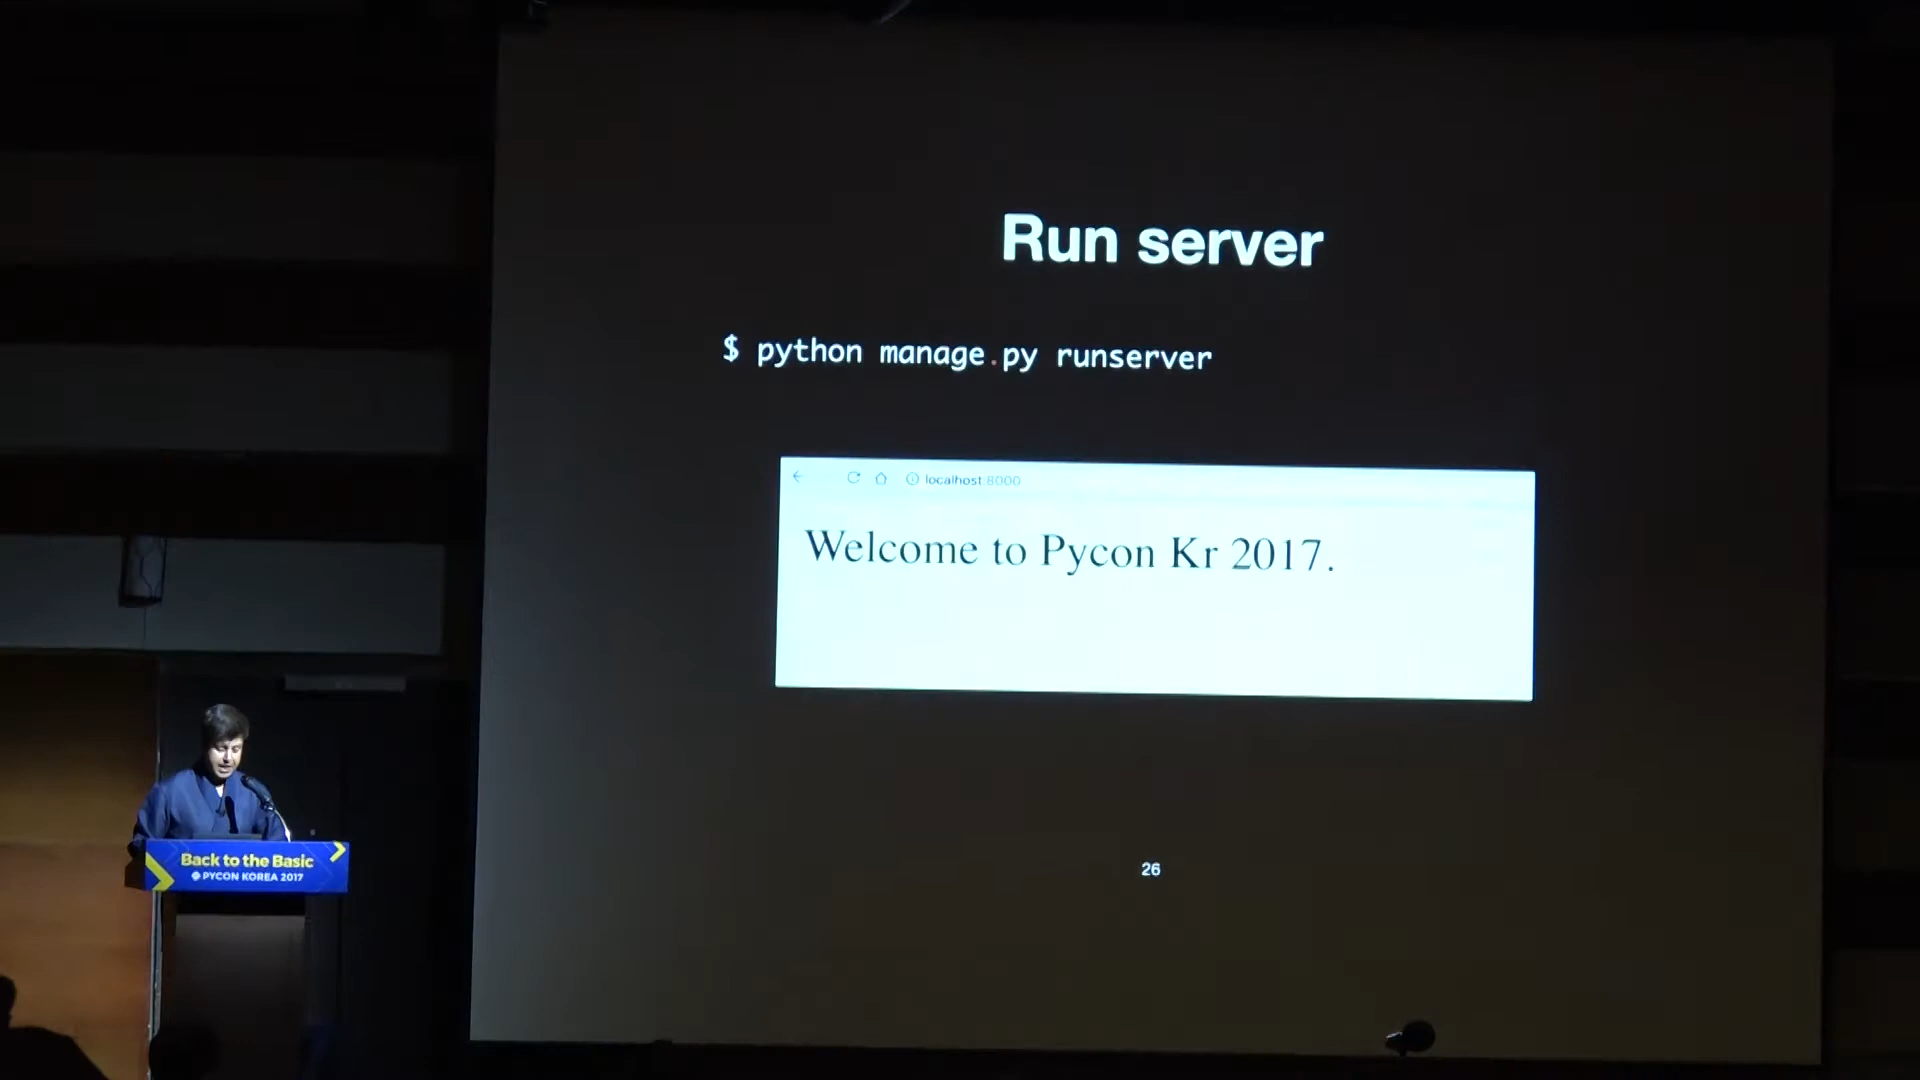 Run server
$ python manage.py runserver
localhost:8000
Welcome to Pycon Kr 2017.
26
Back to the Basic
PYCON KOREA 2017